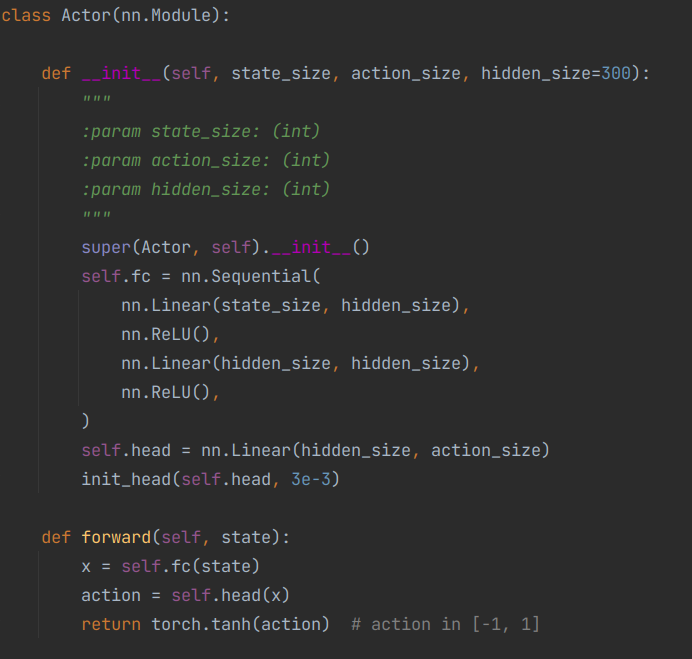 class Actor(nn.Module):
    def __init__(self, state_size, action_size, hidden_size=300):
        """
        :param state_size: (int)
        :param action_size: (int)
        :param hidden_size: (int)
        """
        super(Actor, self).__init__()
        self.fc = nn.Sequential(
            nn.Linear(state_size, hidden_size),
            nn.ReLU(),
            nn.Linear(hidden_size, hidden_size),
            nn.ReLU(),
        )
        self.head = nn.Linear(hidden_size, action_size)
        init_head(self.head, 3e-3)
    def forward(self, state):
        x = self.fc(state)
        action = self.head(x)
        return torch.tanh(action)  # action in [-1, 1]